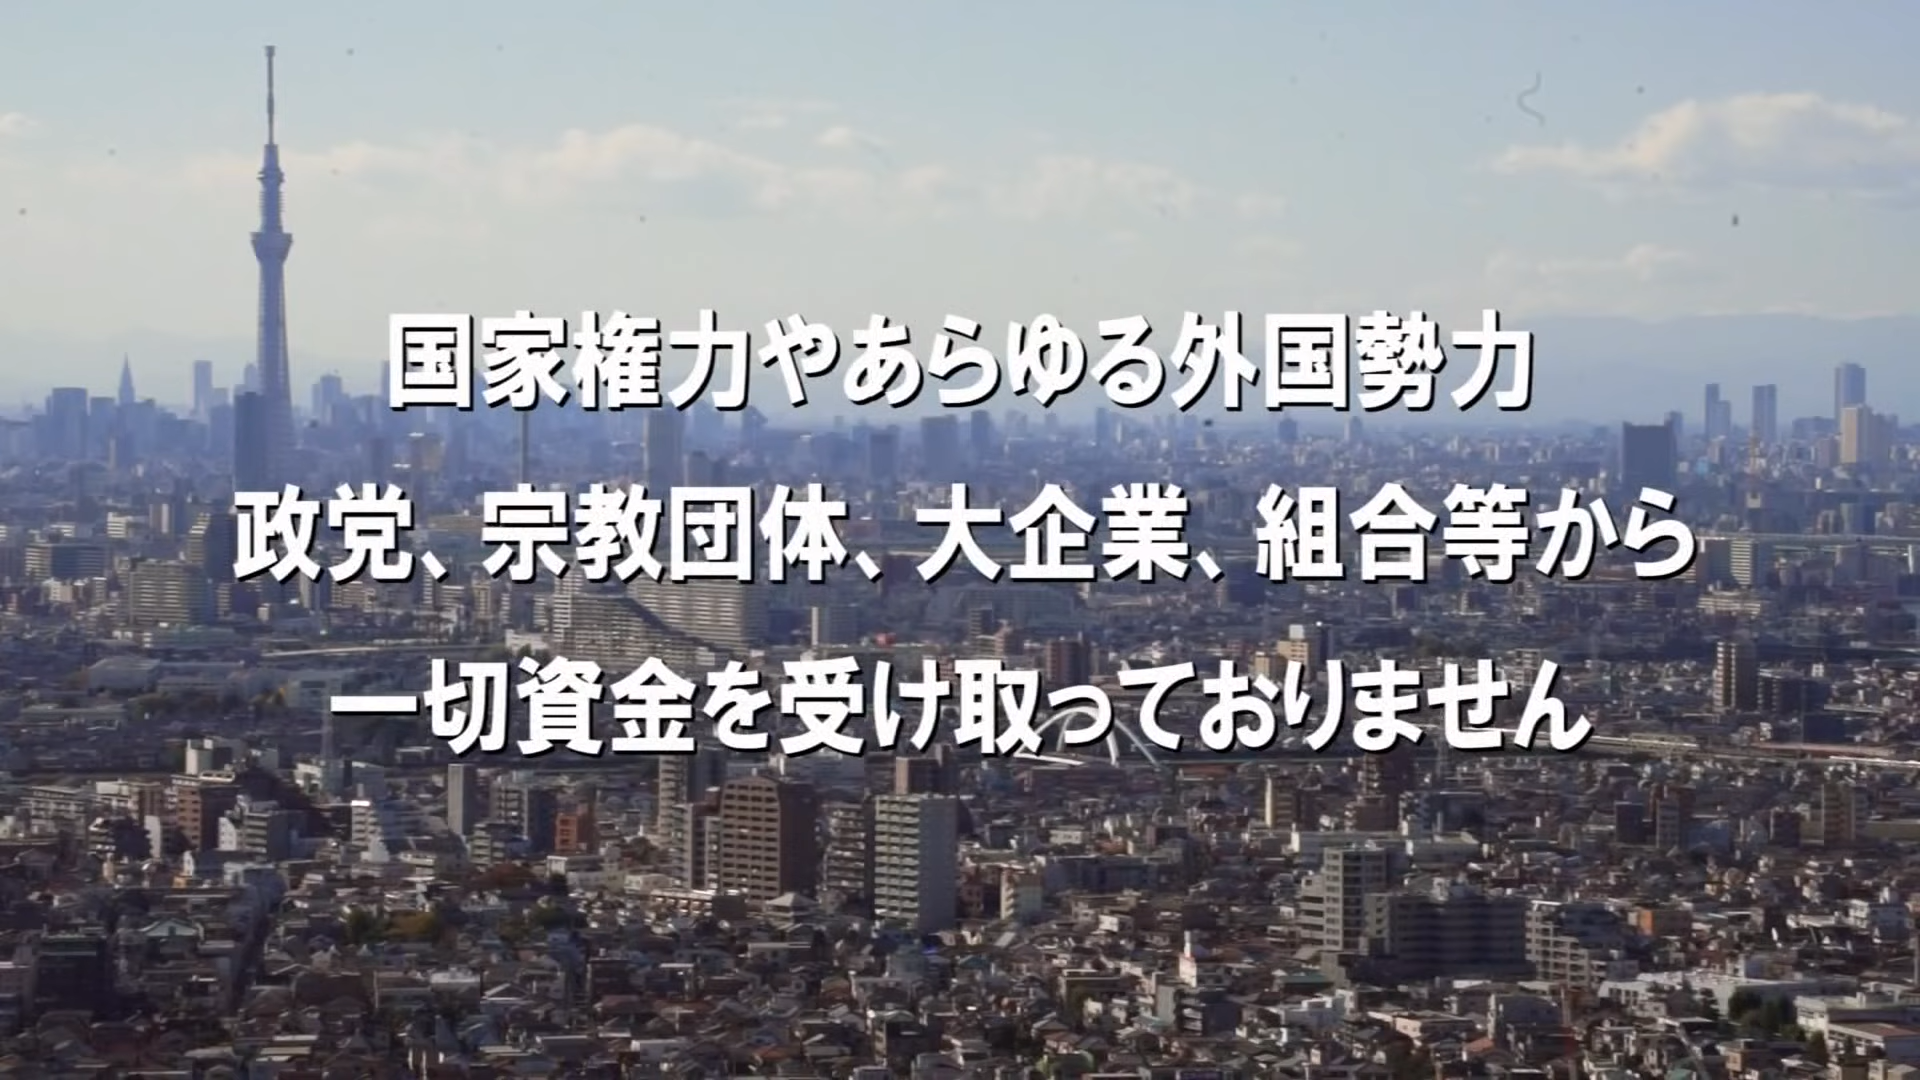 国家権力やあらゆる外国勢力
政党、宗教団体、大企業、組合等から
一切資金を受け取っておりません